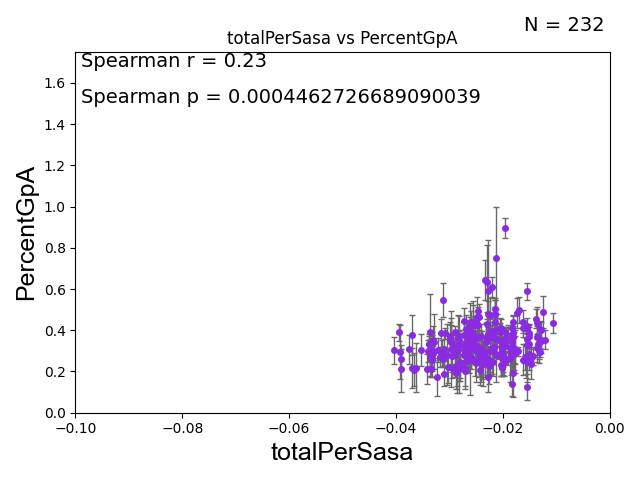 N = 232
totalPerSasa vs PercentGpA
Spearman r = 0.23
Spearman p = 0.0004462726689090039
PercentGpA
1.6
1.4
1.2
1.0
0.8
0.6
0.4
0.2
0.0
−0.10
−0.08
−0.06
−0.04
−0.02
0.00
totalPerSasa